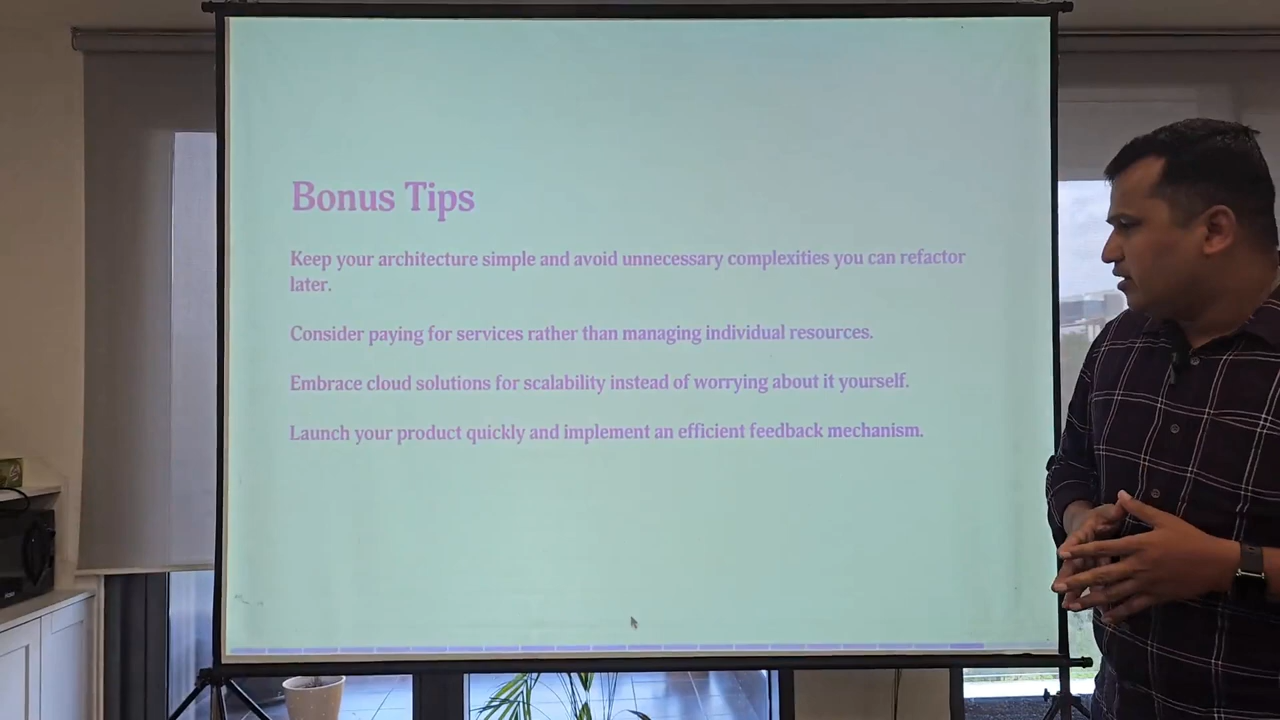 Bonus Tips
Keep your architecture simple and avoid unnecessary complexities you can refactor
later.
Consider paying for services rather than managing individual resources.
Embrace cloud solutions for scalability instead of worrying about it yourself.
Launch your product quickly and implement an efficient feedback mechanism.